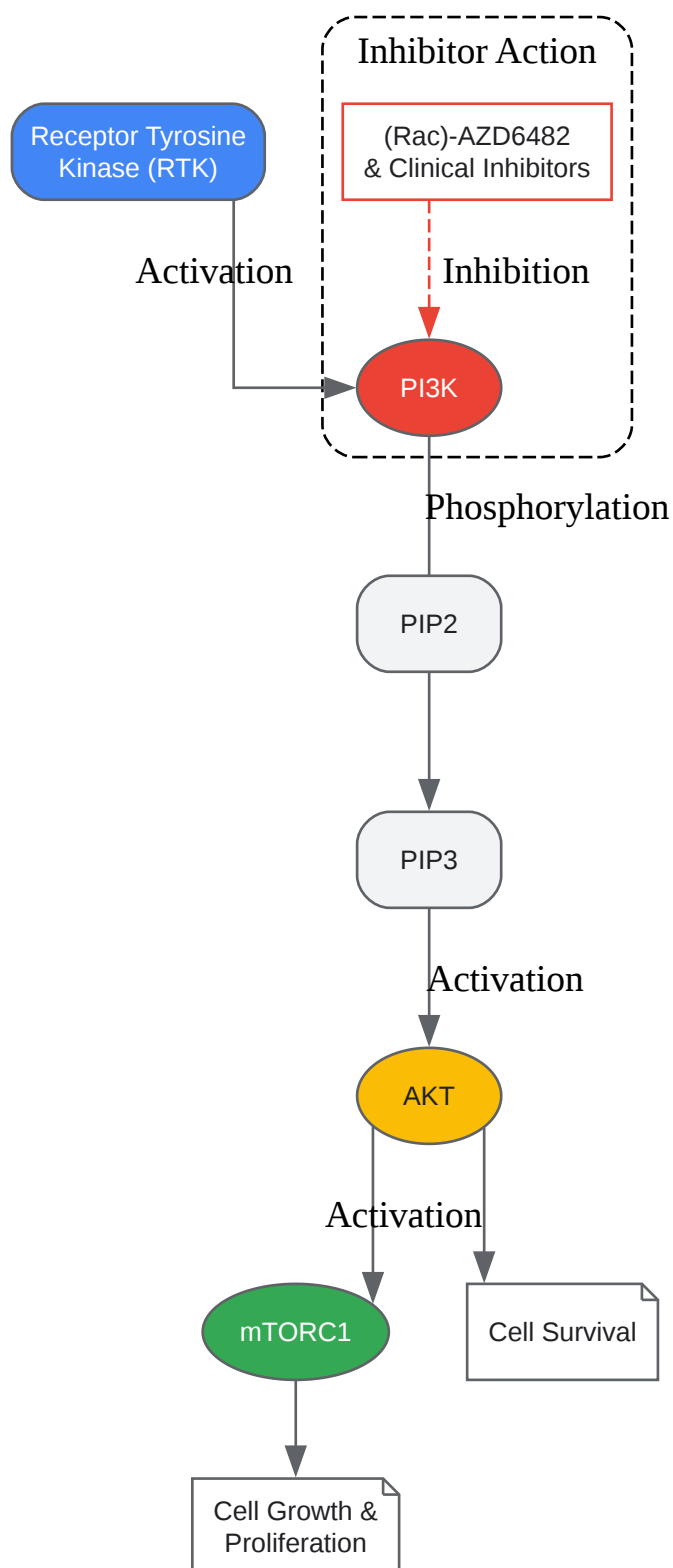 Inhibitor Action
Receptor Tyrosine
Kinase (RTK)
(Rac)-AZD6482
& Clinical Inhibitors
Activation
Inhibition
PI3K
Phosphorylation
PIP2
PIP3
Activation
AKT
Activation
mTORC1
Cell Survival
Cell Growth &
Proliferation